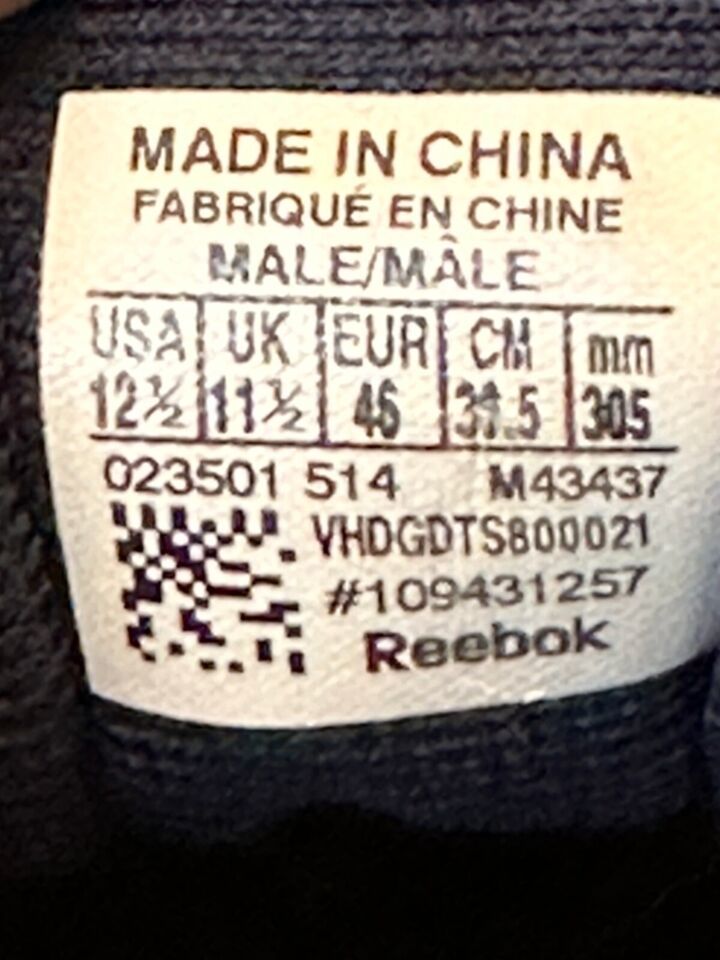 MADE IN CHINA
FABRIQUÉ EN CHINE
MALE/MÂLE
USA UK EUR CM mm
12½ 11½ 46 305
023501 514 M43437
VHDGDTS800021
#109431257
Reebok